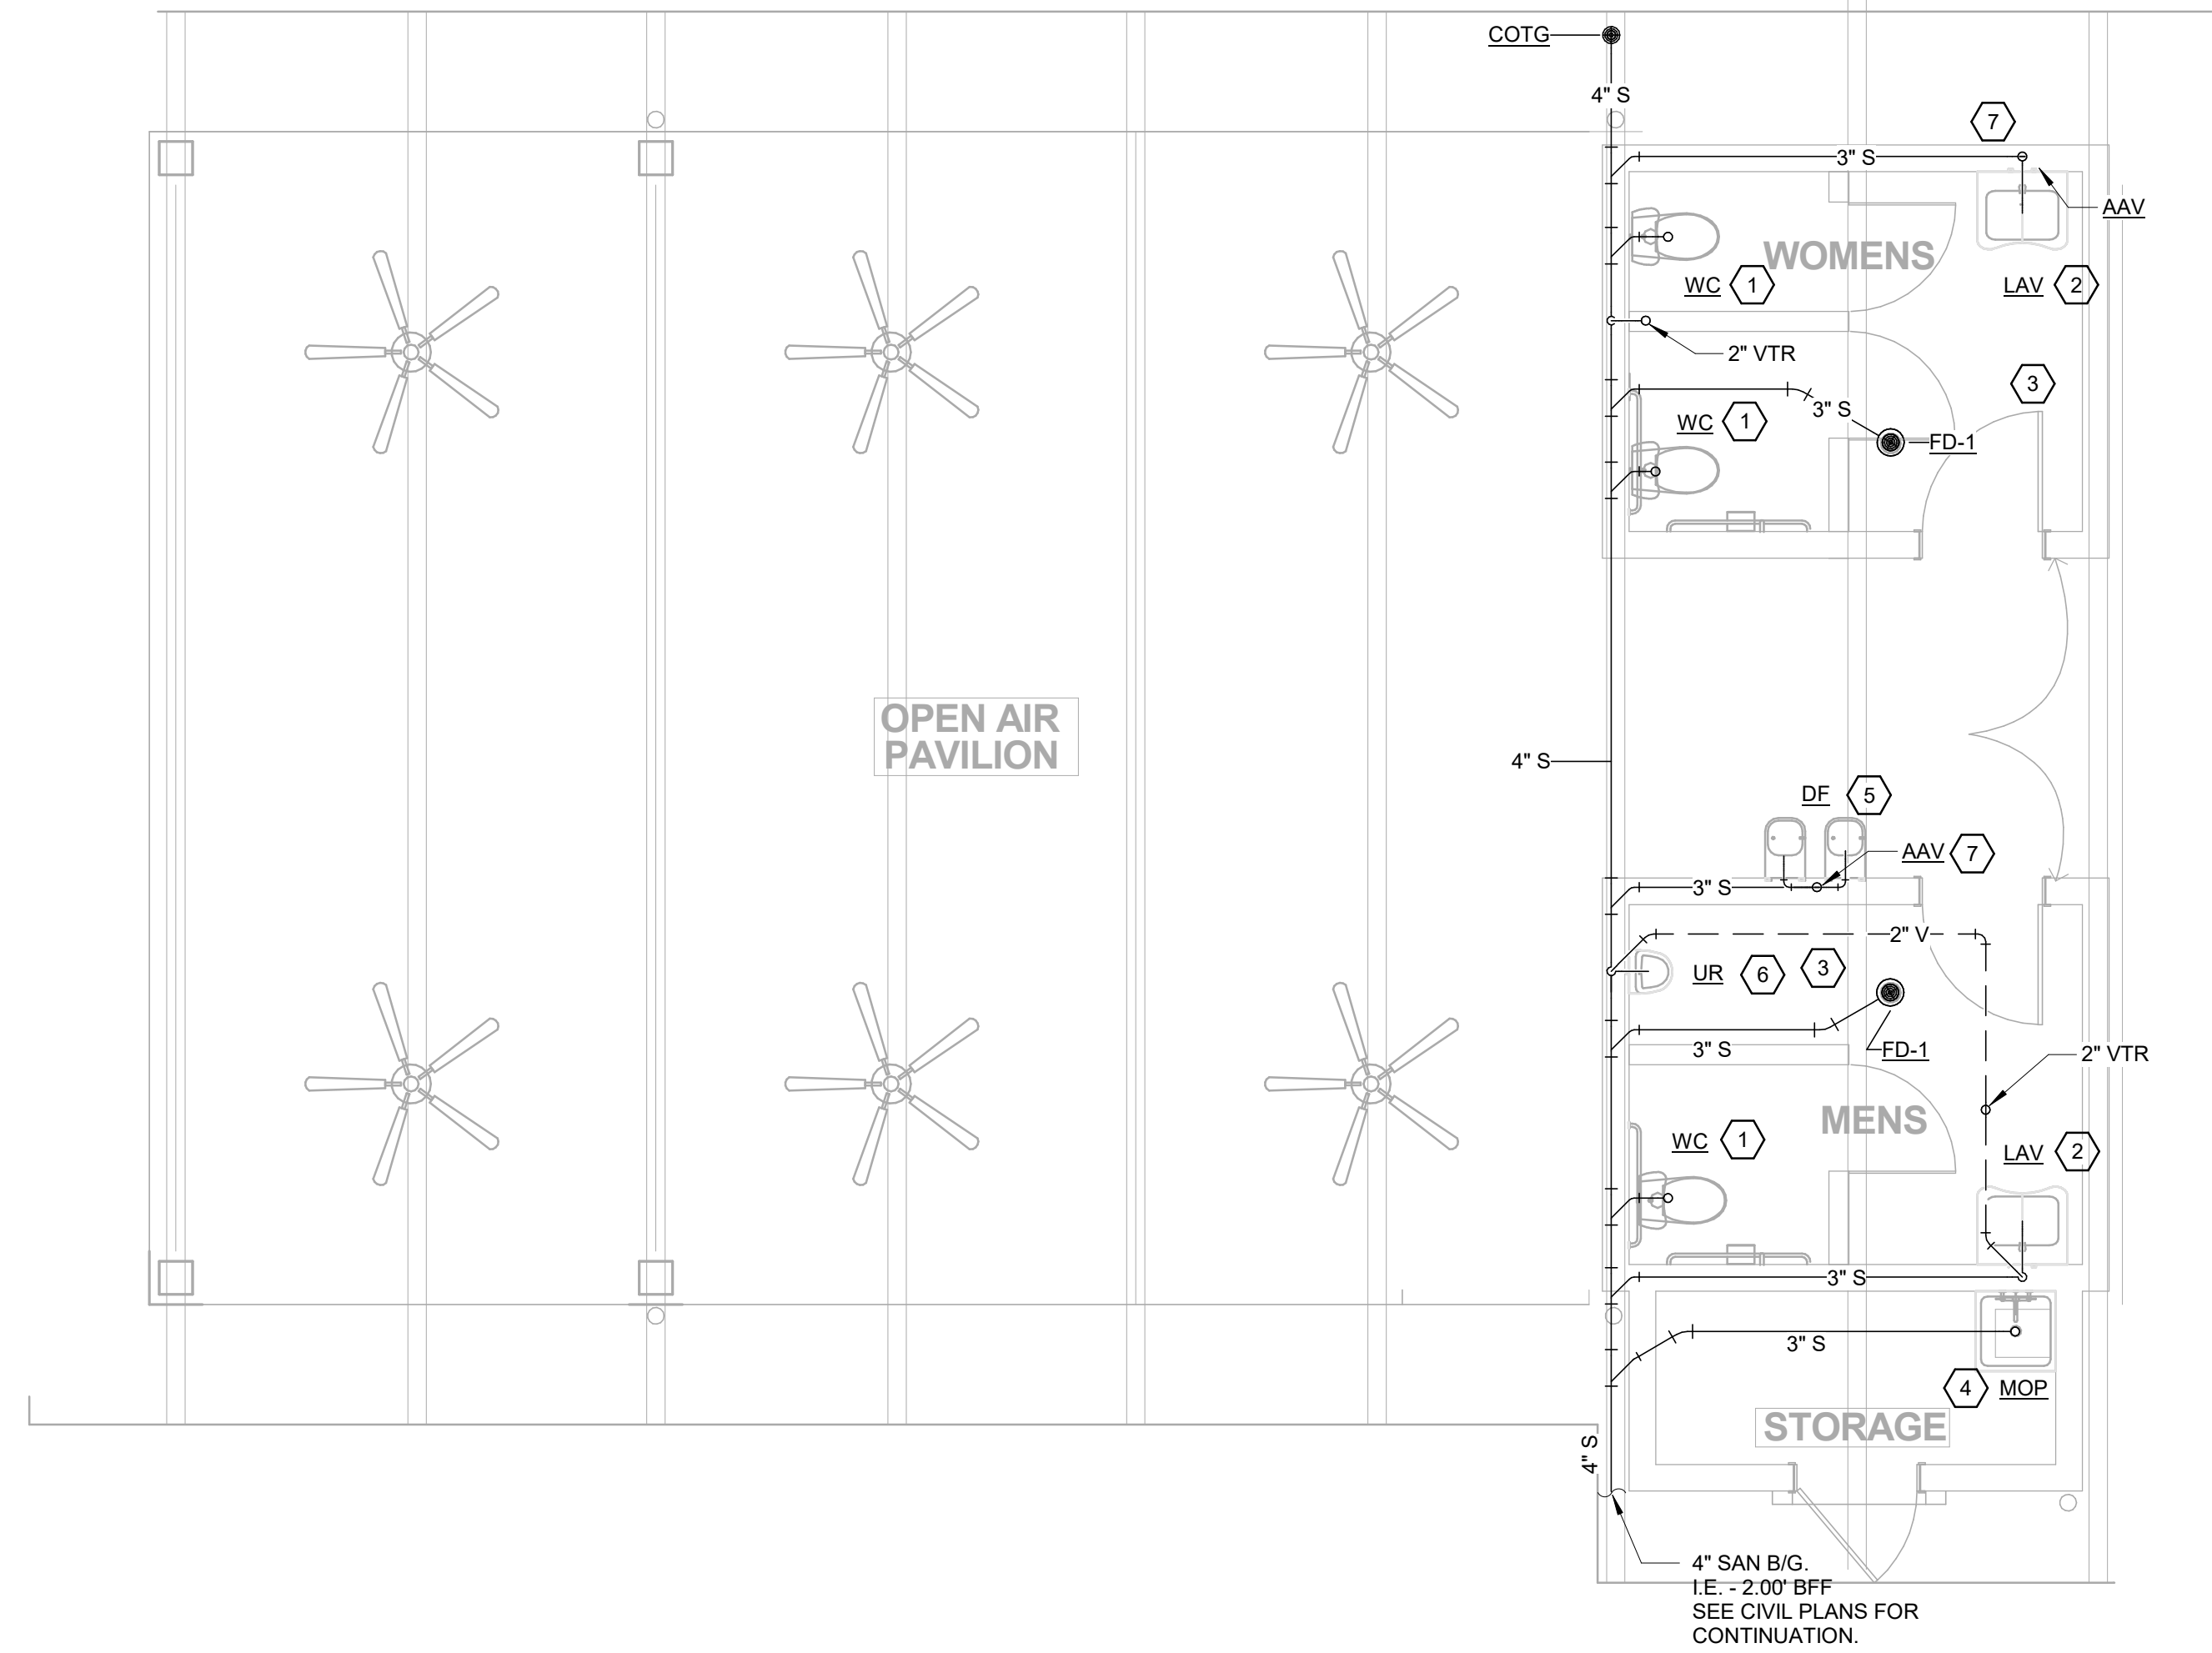 COTG
4" S
7
3" S
AAV
WOMENS
WC 1
LAV 2
2" VTR
3
3" S
WC 1
FD-1
OPEN AIR
PAVILION
4" S
DF 5
AAV 7
3" S
2" V
UR 6 3
3" S
FD-1
2" VTR
MENS
WC 1
LAV 2
3" S
3" S
4 MOP
STORAGE
4" S
4" SAN B/G.
I.E. - 2.00' BFF
SEE CIVIL PLANS FOR
CONTINUATION.